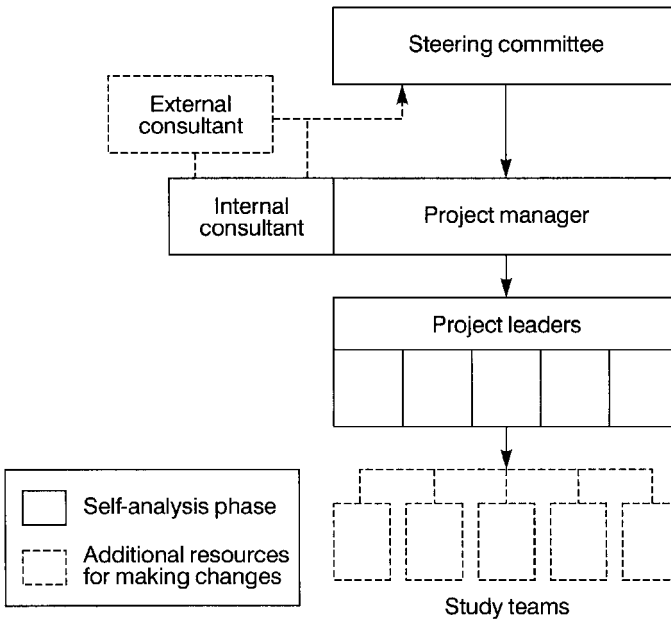 Steering committee
External
consultant
Internal
consultant
Project manager
Project leaders
Self-analysis phase
Additional resources
for making changes
Study teams